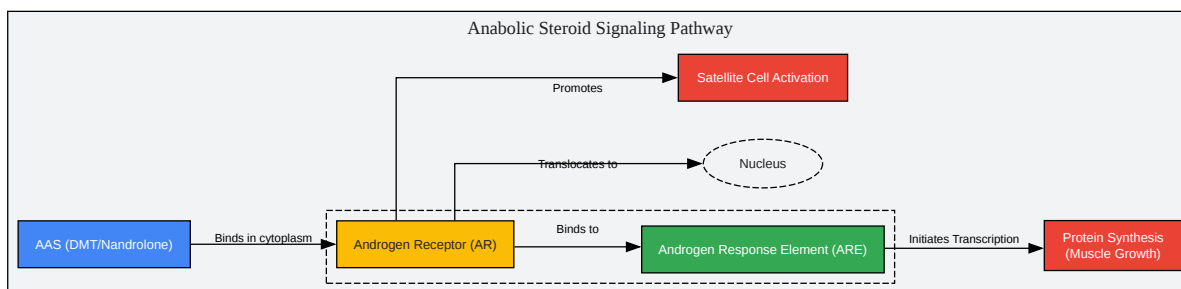 Anabolic Steroid Signaling Pathway
Satellite Cell Activation
Promotes
Translocates to
Nucleus
AAS (DMT/Nandrolone)
Binds in cytoplasm
Androgen Receptor (AR)
Binds to
Androgen Response Element (ARE)
Initiates Transcription
Protein Synthesis
(Muscle Growth)